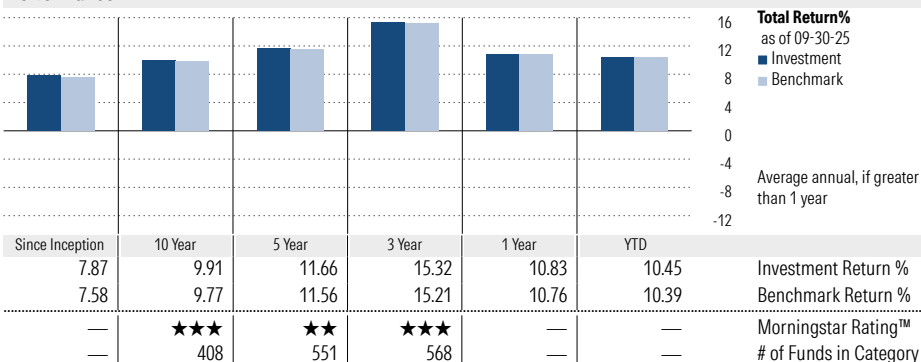 16
12
8
4
0
-4
-8
-12
Total Return%
as of 09-30-25
Investment
Benchmark
Average annual, if greater
than 1 year
Since Inception 10 Year 5 Year 3 Year 1 Year YTD
7.87 9.91 11.66 15.32 10.83 10.45 Investment Return %
7.58 9.77 11.56 15.21 10.76 10.39 Benchmark Return %
— ★★★ ★★ ★★★ — — Morningstar Rating™
— 408 551 568 — — # of Funds in Category